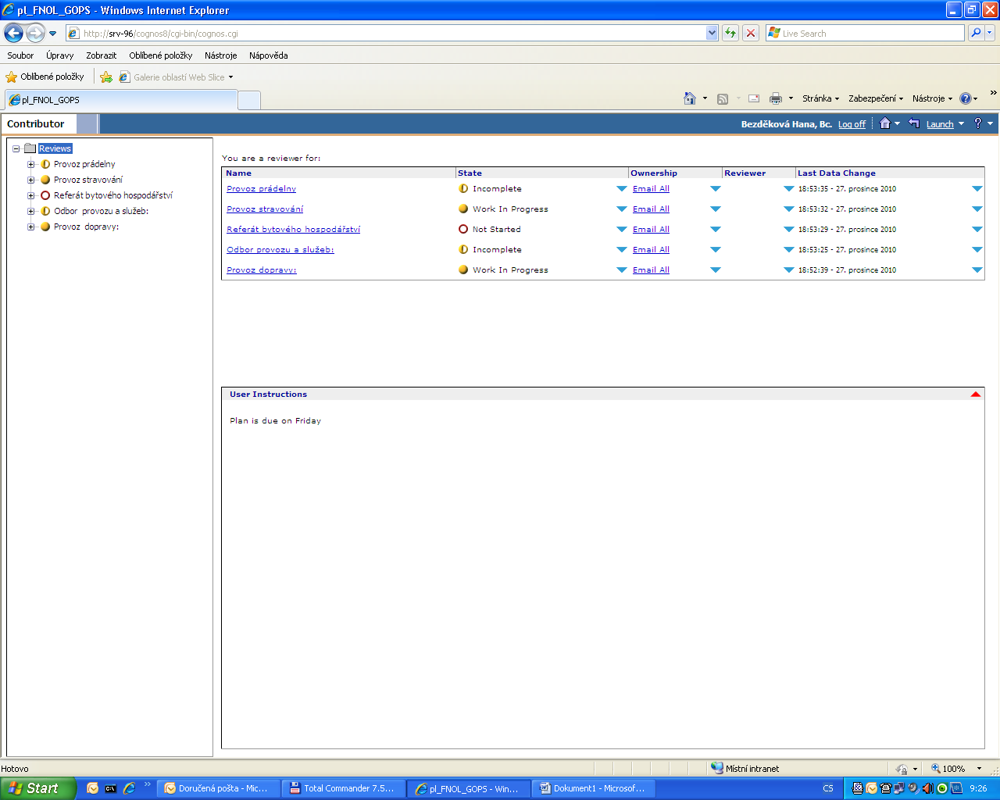 pl_FNOL_GOPS - Windows Internet Explorer
http://srv-96/cognos8/cgi-bin/cognos.cgi
Live Search
Soubor Úpravy Zobrazit Oblíbené položky Nástroje Nápověda
Oblíbené položky Galerie oblastí Web Slice
pl_FNOL_GOPS
Stránka Zabezpečení Nástroje »
Contributor
Bezděková Hana, Bc. Log off Launch ?
Reviews
Provoz prádelny
Provoz stravování
Referát bytového hospodářství
Odbor provozu a služeb:
Provoz dopravy:
You are a reviewer for:
Name State Ownership Reviewer Last Data Change
Provoz prádelny Incomplete Email All 18:53:35 - 27. prosince 2010
Provoz stravování Work In Progress Email All 18:53:32 - 27. prosince 2010
Referát bytového hospodářství Not Started Email All 18:53:29 - 27. prosince 2010
Odbor provozu a služeb: Incomplete Email All 18:53:25 - 27. prosince 2010
Provoz dopravy: Work In Progress Email All 18:52:39 - 27. prosince 2010
User Instructions
Plan is due on Friday
Hotovo Místní intranet 100%
Start » Doručená pošta - Mic... Total Commander 7.5... pl_FNOL_GOPS - Win... Dokument1 - Microsof... CS 9:26